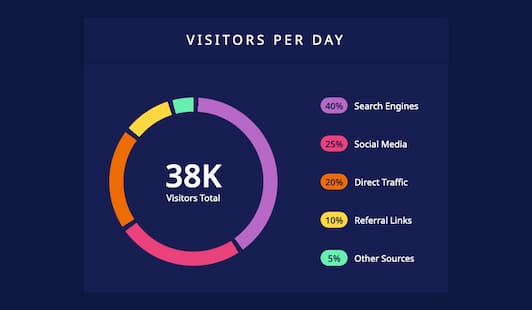 VISITORS PER DAY
38K
Visitors Total
40% Search Engines
25% Social Media
20% Direct Traffic
10% Referral Links
5% Other Sources